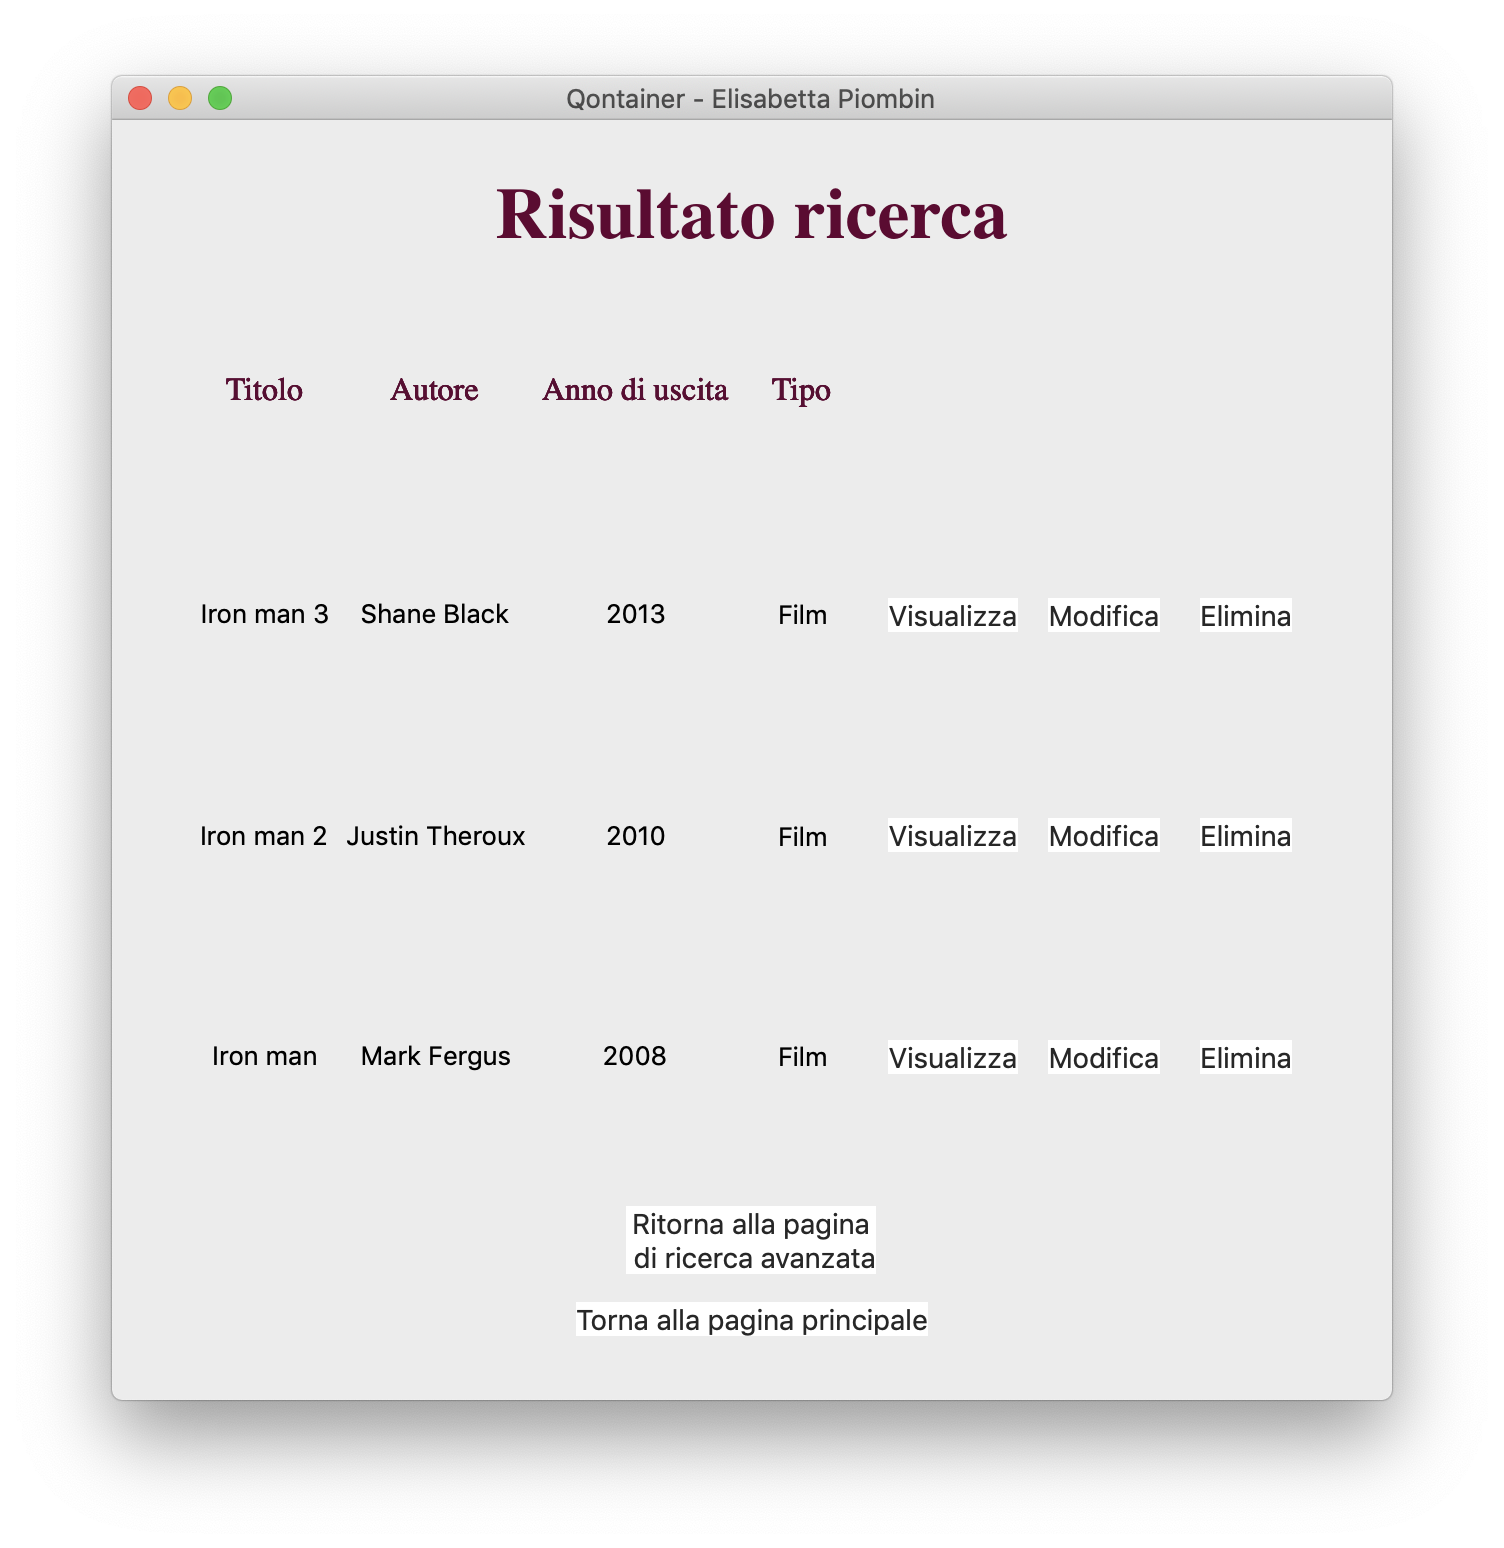 Qontainer - Elisabetta Piombin
Risultato ricerca
Titolo Autore Anno di uscita Tipo
Iron man 3 Shane Black 2013 Film Visualizza Modifica Elimina
Iron man 2 Justin Theroux 2010 Film Visualizza Modifica Elimina
Iron man Mark Fergus 2008 Film Visualizza Modifica Elimina
Ritorna alla pagina
di ricerca avanzata
Torna alla pagina principale